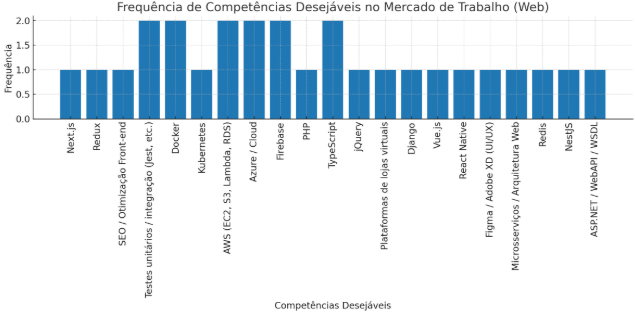 Frequência de Competências Desejáveis no Mercado de Trabalho (Web)
Frequência
2.0
1.5
1.0
0.5
0.0
Next.js
Redux
SEO / Otimização Front-end
Testes unitários / integração (Jest, etc..)
Docker
Kubernetes
AWS (EC2, S3, Lambda, RDS)
Azure / Cloud
Firebase
PHP
TypeScript
jQuery
Plataformas de lojas virtuais
Django
Vue.js
React Native
Figma / Adobe XD (UI/UX)
Microsserviços / Arquitetura Web
Redis
NestJS
ASP.NET / WebAPI / WSDL
Competências Desejáveis